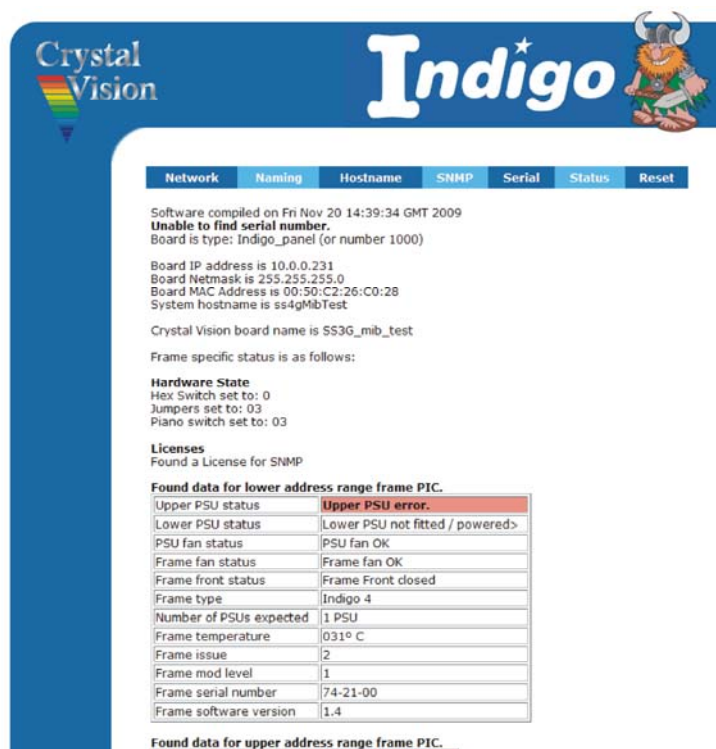 Crystal
Vision
Indigo
Network Naming Hostname SNMP Serial Status Reset
Software compiled on Fri Nov 20 14:39:34 GMT 2009
Unable to find serial number.
Board is type: Indigo_panel (or number 1000)
Board IP address is 10.0.0.231
Board Netmask is 255.255.255.0
Board MAC Address is 00:50:C2:26:C0:28
System hostname is ss4gMibTest
Crystal Vision board name is SS3G_mib_test
Frame specific status is as follows:
Hardware State
Hex Switch set to: 0
Jumpers set to: 03
Piano switch set to: 03
Licenses
Found a License for SNMP
Found data for lower address range frame PIC.
Upper PSU status Upper PSU error.
Lower PSU status Lower PSU not fitted / powered>
PSU fan status PSU fan OK
Frame fan status Frame fan OK
Frame front status Frame Front closed
Frame type Indigo 4
Number of PSUs expected 1 PSU
Frame temperature 031º C
Frame issue 2
Frame mod level 1
Frame serial number 74-21-00
Frame software version 1.4
Found data for upper address range frame PIC.